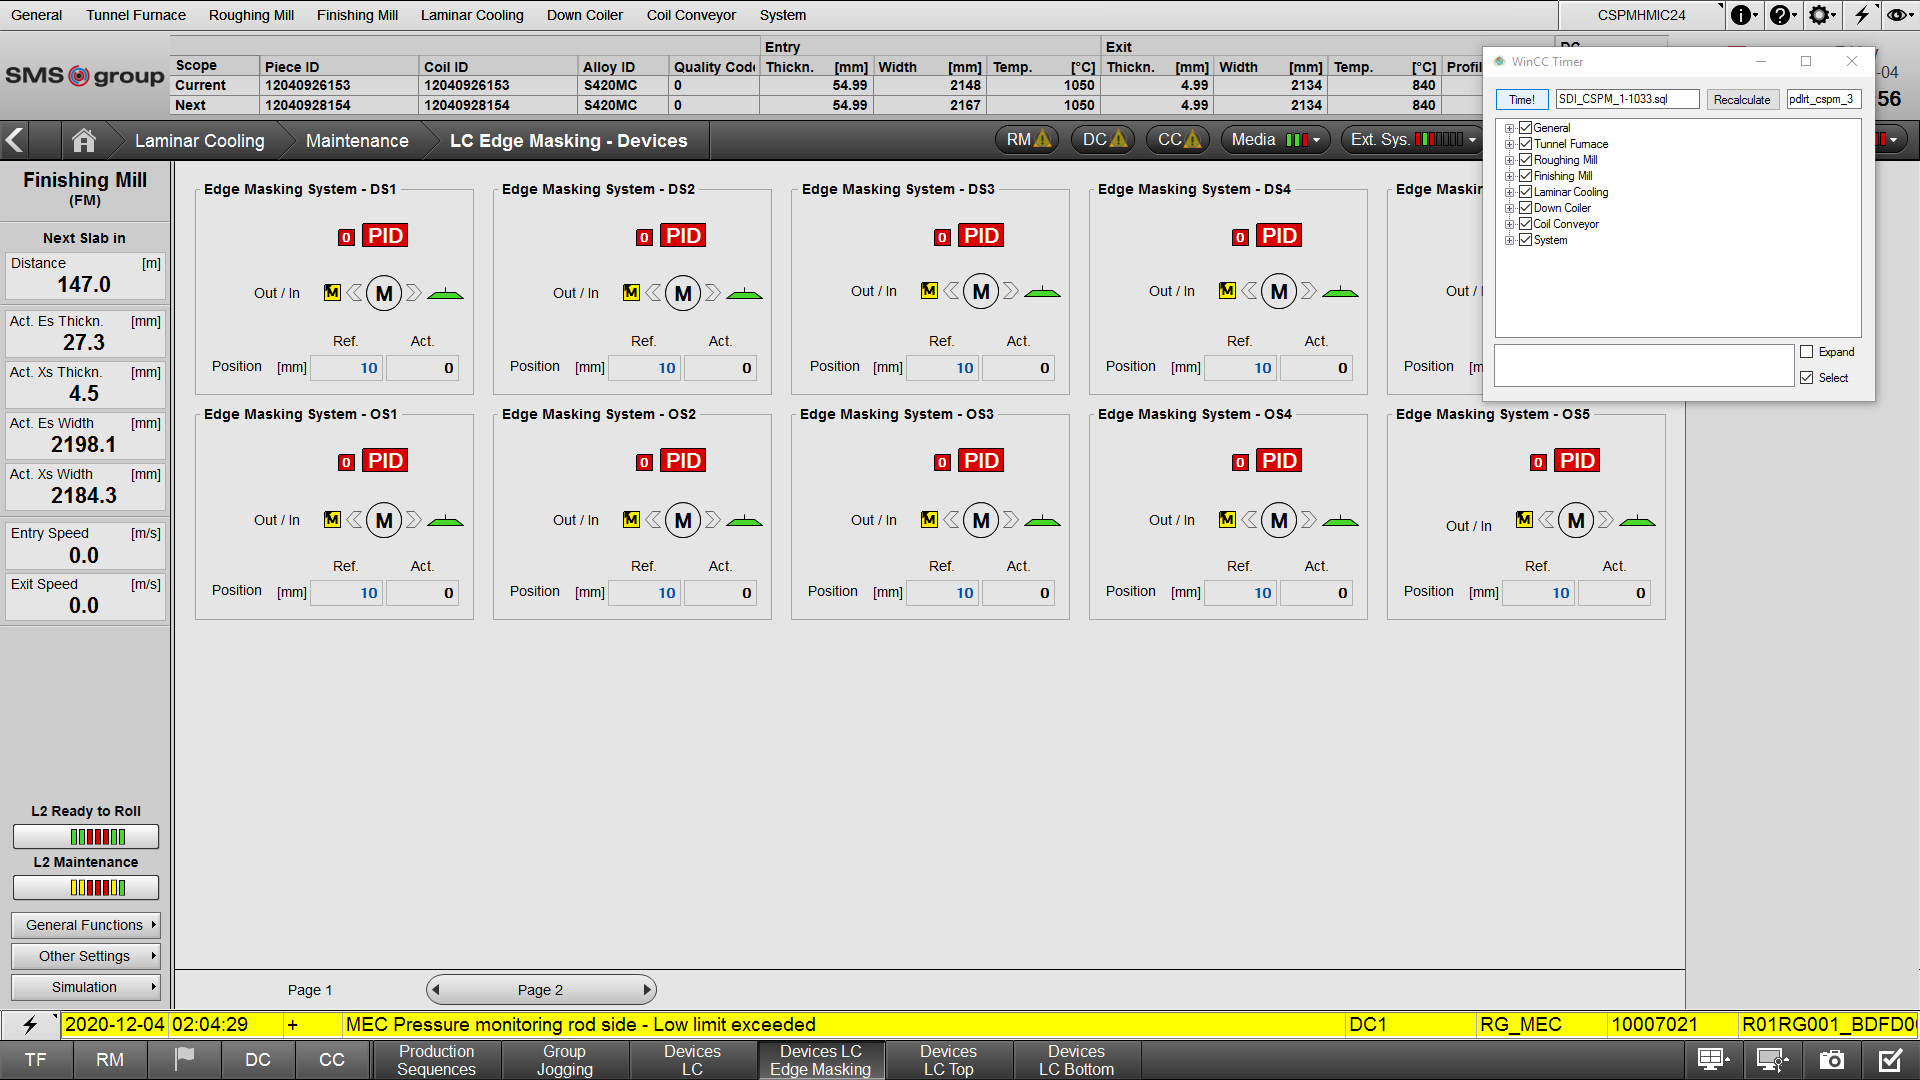 General Tunnel Furnace Roughing Mill Finishing Mill Laminar Cooling Down Coiler Coil Conveyor System CSPMHMIC24
SMS group
Entry Exit
Scope Piece ID Coil ID Alloy ID Quality Code Thickn. [mm] Width [mm] Temp. [°C] Thickn. [mm] Width [mm] Temp. [°C]
Current 12040926153 12040926153 S420MC 0 54.99 2148 1050 4.99 2134 840
Next 12040928154 12040928154 S420MC 0 54.99 2167 1050 4.99 2134 840
-04
56
Laminar Cooling Maintenance LC Edge Masking - Devices RM DC CC Media Ext. Sys.
WinCC Timer
Time! SDI_CSPM_1-1033.sql Recalculate pdlrt_cspm_3
General
Tunnel Furnace
Roughing Mill
Finishing Mill
Laminar Cooling
Down Coiler
Coil Conveyor
System
Expand
Select
Finishing Mill
(FM)
Next Slab in
Distance [m]
147.0
Act. Es Thickn. [mm]
27.3
Act. Xs Thickn. [mm]
4.5
Act. Es Width [mm]
2198.1
Act. Xs Width [mm]
2184.3
Entry Speed [m/s]
0.0
Exit Speed [m/s]
0.0
L2 Ready to Roll
L2 Maintenance
General Functions
Other Settings
Simulation
Edge Masking System - DS1
0 PID
Out / In M M
Ref. Act.
Position [mm] 10 0
Edge Masking System - DS2
0 PID
Out / In M M
Ref. Act.
Position [mm] 10 0
Edge Masking System - DS3
0 PID
Out / In M M
Ref. Act.
Position [mm] 10 0
Edge Masking System - DS4
0 PID
Out / In M M
Ref. Act.
Position [mm] 10 0
Edge
Out /
Position [mm]
Edge Masking System - OS1
0 PID
Out / In M M
Ref. Act.
Position [mm] 10 0
Edge Masking System - OS2
0 PID
Out / In M M
Ref. Act.
Position [mm] 10 0
Edge Masking System - OS3
0 PID
Out / In M M
Ref. Act.
Position [mm] 10 0
Edge Masking System - OS4
0 PID
Out / In M M
Ref. Act.
Position [mm] 10 0
Edge Masking System - OS5
0 PID
Out / In M M
Ref. Act.
Position [mm] 10 0
Page 1 Page 2
2020-12-04 02:04:29 + MEC Pressure monitoring rod side - Low limit exceeded DC1 RG_MEC 10007021
TF RM DC CC
Production Sequences
Group Jogging
Devices LC
Devices LC Edge Masking
Devices LC Top
Devices LC Bottom